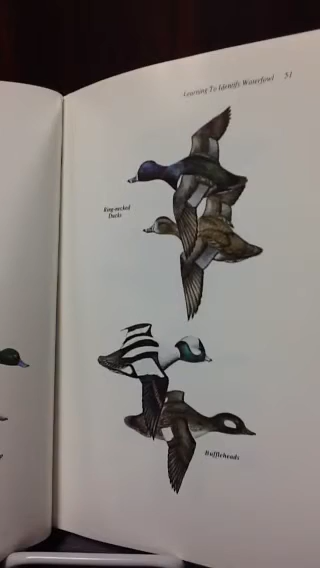 Learning To Identify Waterfowl 51
Ring-necked
Ducks
Buffleheads